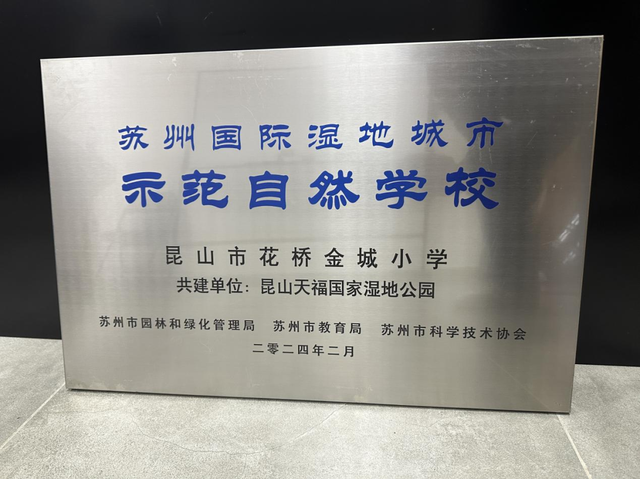 苏州国际湿地城市
示范自然学校
昆山市花桥金城小学
共建单位：昆山天福国家湿地公园
苏州市园林和绿化管理局 苏州市教育局 苏州市科学技术协会
二零二四年二月